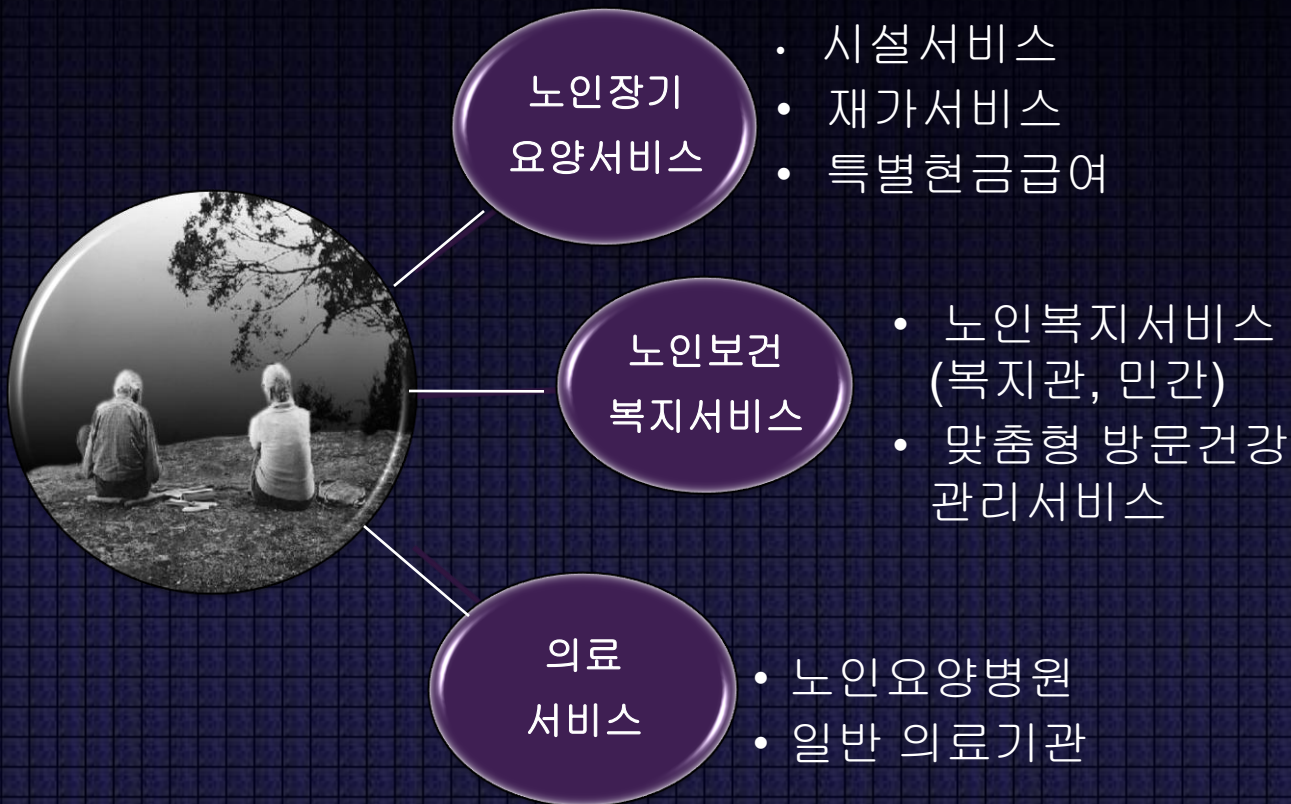 노인장기
요양서비스
• 시설서비스
• 재가서비스
• 특별현금급여
노인보건
복지서비스
• 노인복지서비스
(복지관, 민간)
• 맞춤형 방문건강
관리서비스
의료
서비스
• 노인요양병원
• 일반 의료기관